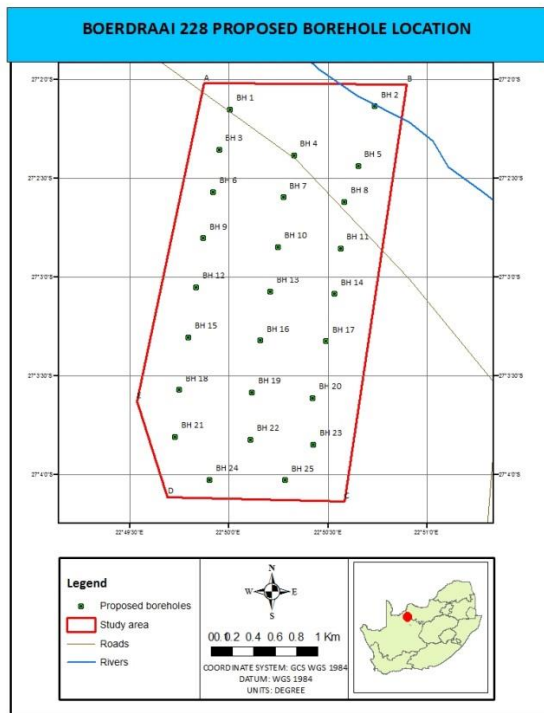 BOERDRAAI 228 PROPOSED BOREHOLE LOCATION
27°2'0"S
27°2'0"S
A
B
BH 1
BH 2
BH 3
BH 4
BH 5
27°2'30"S
27°2'30"S
BH 6
BH 7
BH 8
BH 9
BH 10
BH 11
27°3'0"S
27°3'0"S
BH 12
BH 13
BH 14
BH 15
BH 16
BH 17
27°3'30"S
27°3'30"S
BH 18
BH 19
BH 20
E
BH 21
BH 22
BH 23
27°4'0"S
27°4'0"S
BH 24
BH 25
D
C
22°49'30"E
22°50'0"E
22°50'30"E
22°51'0"E
Legend
Proposed boreholes
Study area
Roads
Rivers
N
W
E
S
00.1 0.2 0.4 0.6 0.8 1 Km
COORDINATE SYSTEM: GCS WGS 1984
DATUM: WGS 1984
UNITS: DEGREE